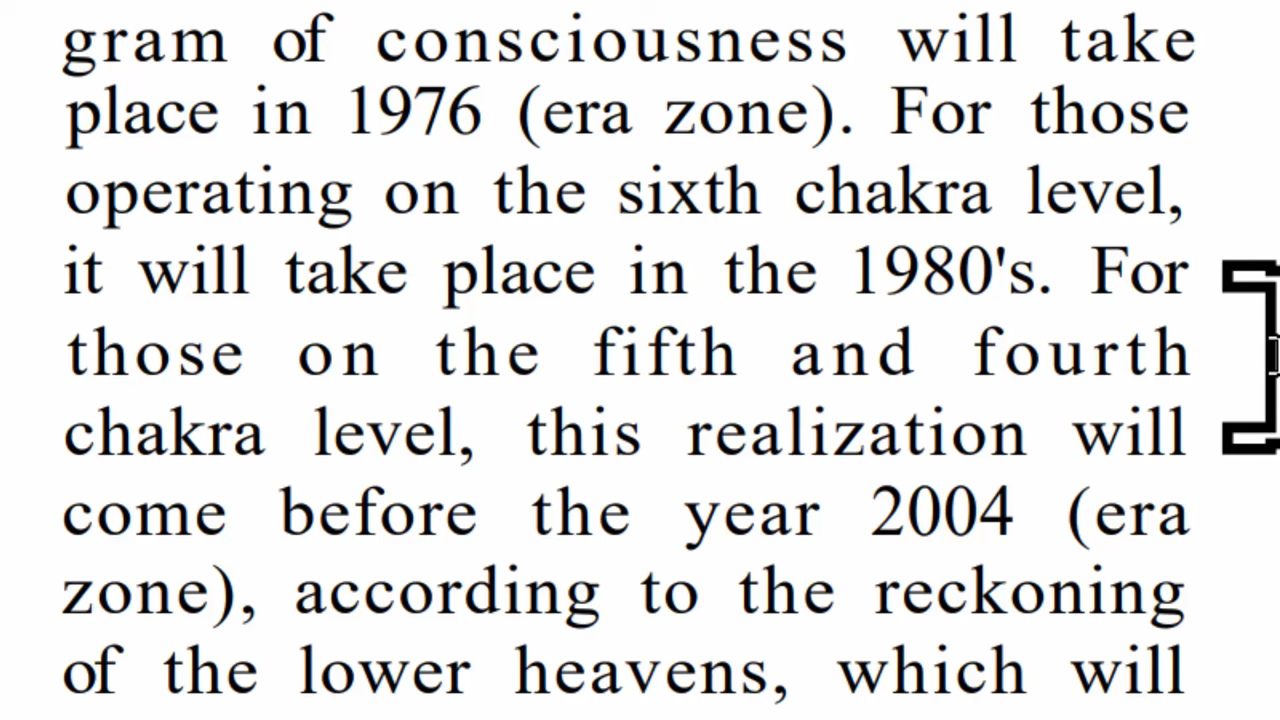 gram of consciousness will take
place in 1976 (era zone). For those
operating on the sixth chakra level,
it will take place in the 1980's. For
those on the fifth and fourth
chakra level, this realization will
come before the year 2004 (era
zone), according to the reckoning
of the lower heavens, which will